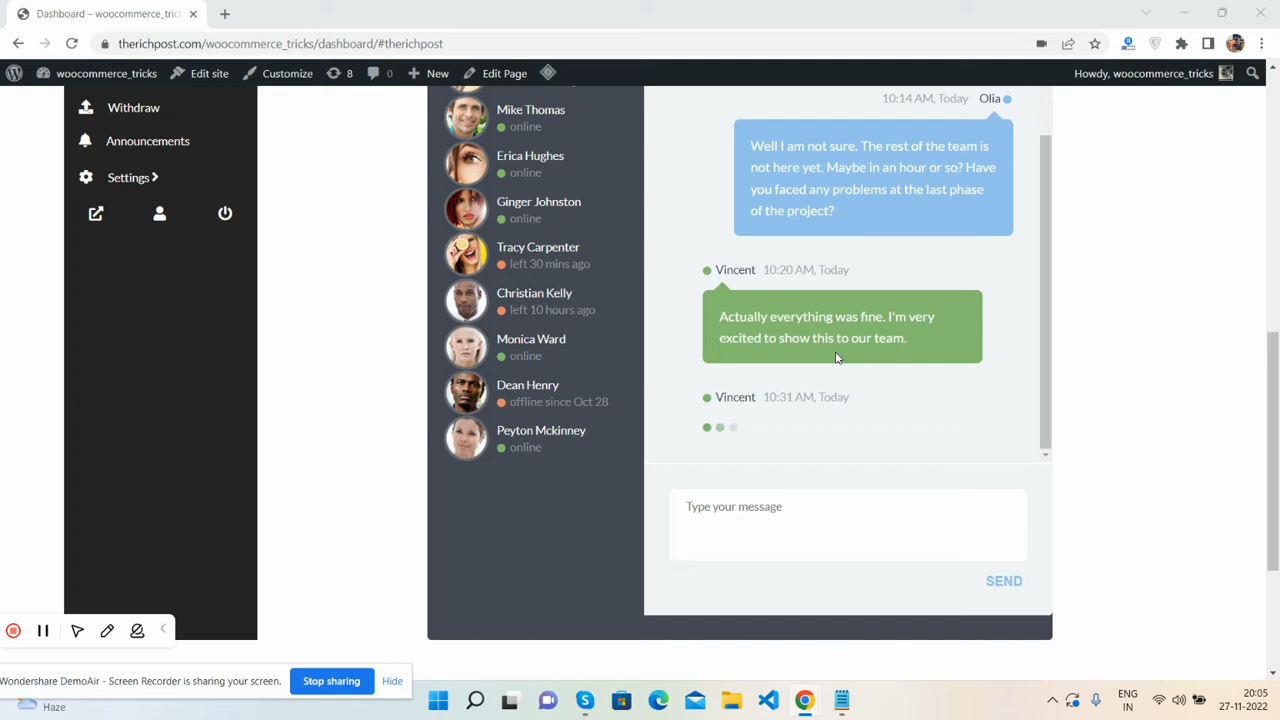 Dashboard – woocommerce_tric
therichpost.com/woocommerce_tricks/dashboard/#therichpost
woocommerce_tricks
Edit site
Customize
8
0
New
Edit Page
Howdy, woocommerce_tricks
Withdraw
Announcements
Settings
Mike Thomas
online
Erica Hughes
online
Ginger Johnston
online
Tracy Carpenter
left 30 mins ago
Christian Kelly
left 10 hours ago
Monica Ward
online
Dean Henry
offline since Oct 28
Peyton Mckinney
online
10:14 AM, Today Olia
Well I am not sure. The rest of the team is
not here yet. Maybe in an hour or so? Have
you faced any problems at the last phase
of the project?
Vincent 10:20 AM, Today
Actually everything was fine. I'm very
excited to show this to our team.
Vincent 10:31 AM, Today
Type your message
SEND
Wondershare DemoAir - Screen Recorder is sharing your screen.
Stop sharing
Hide
Haze
ENG
IN
20:05
27-11-2022